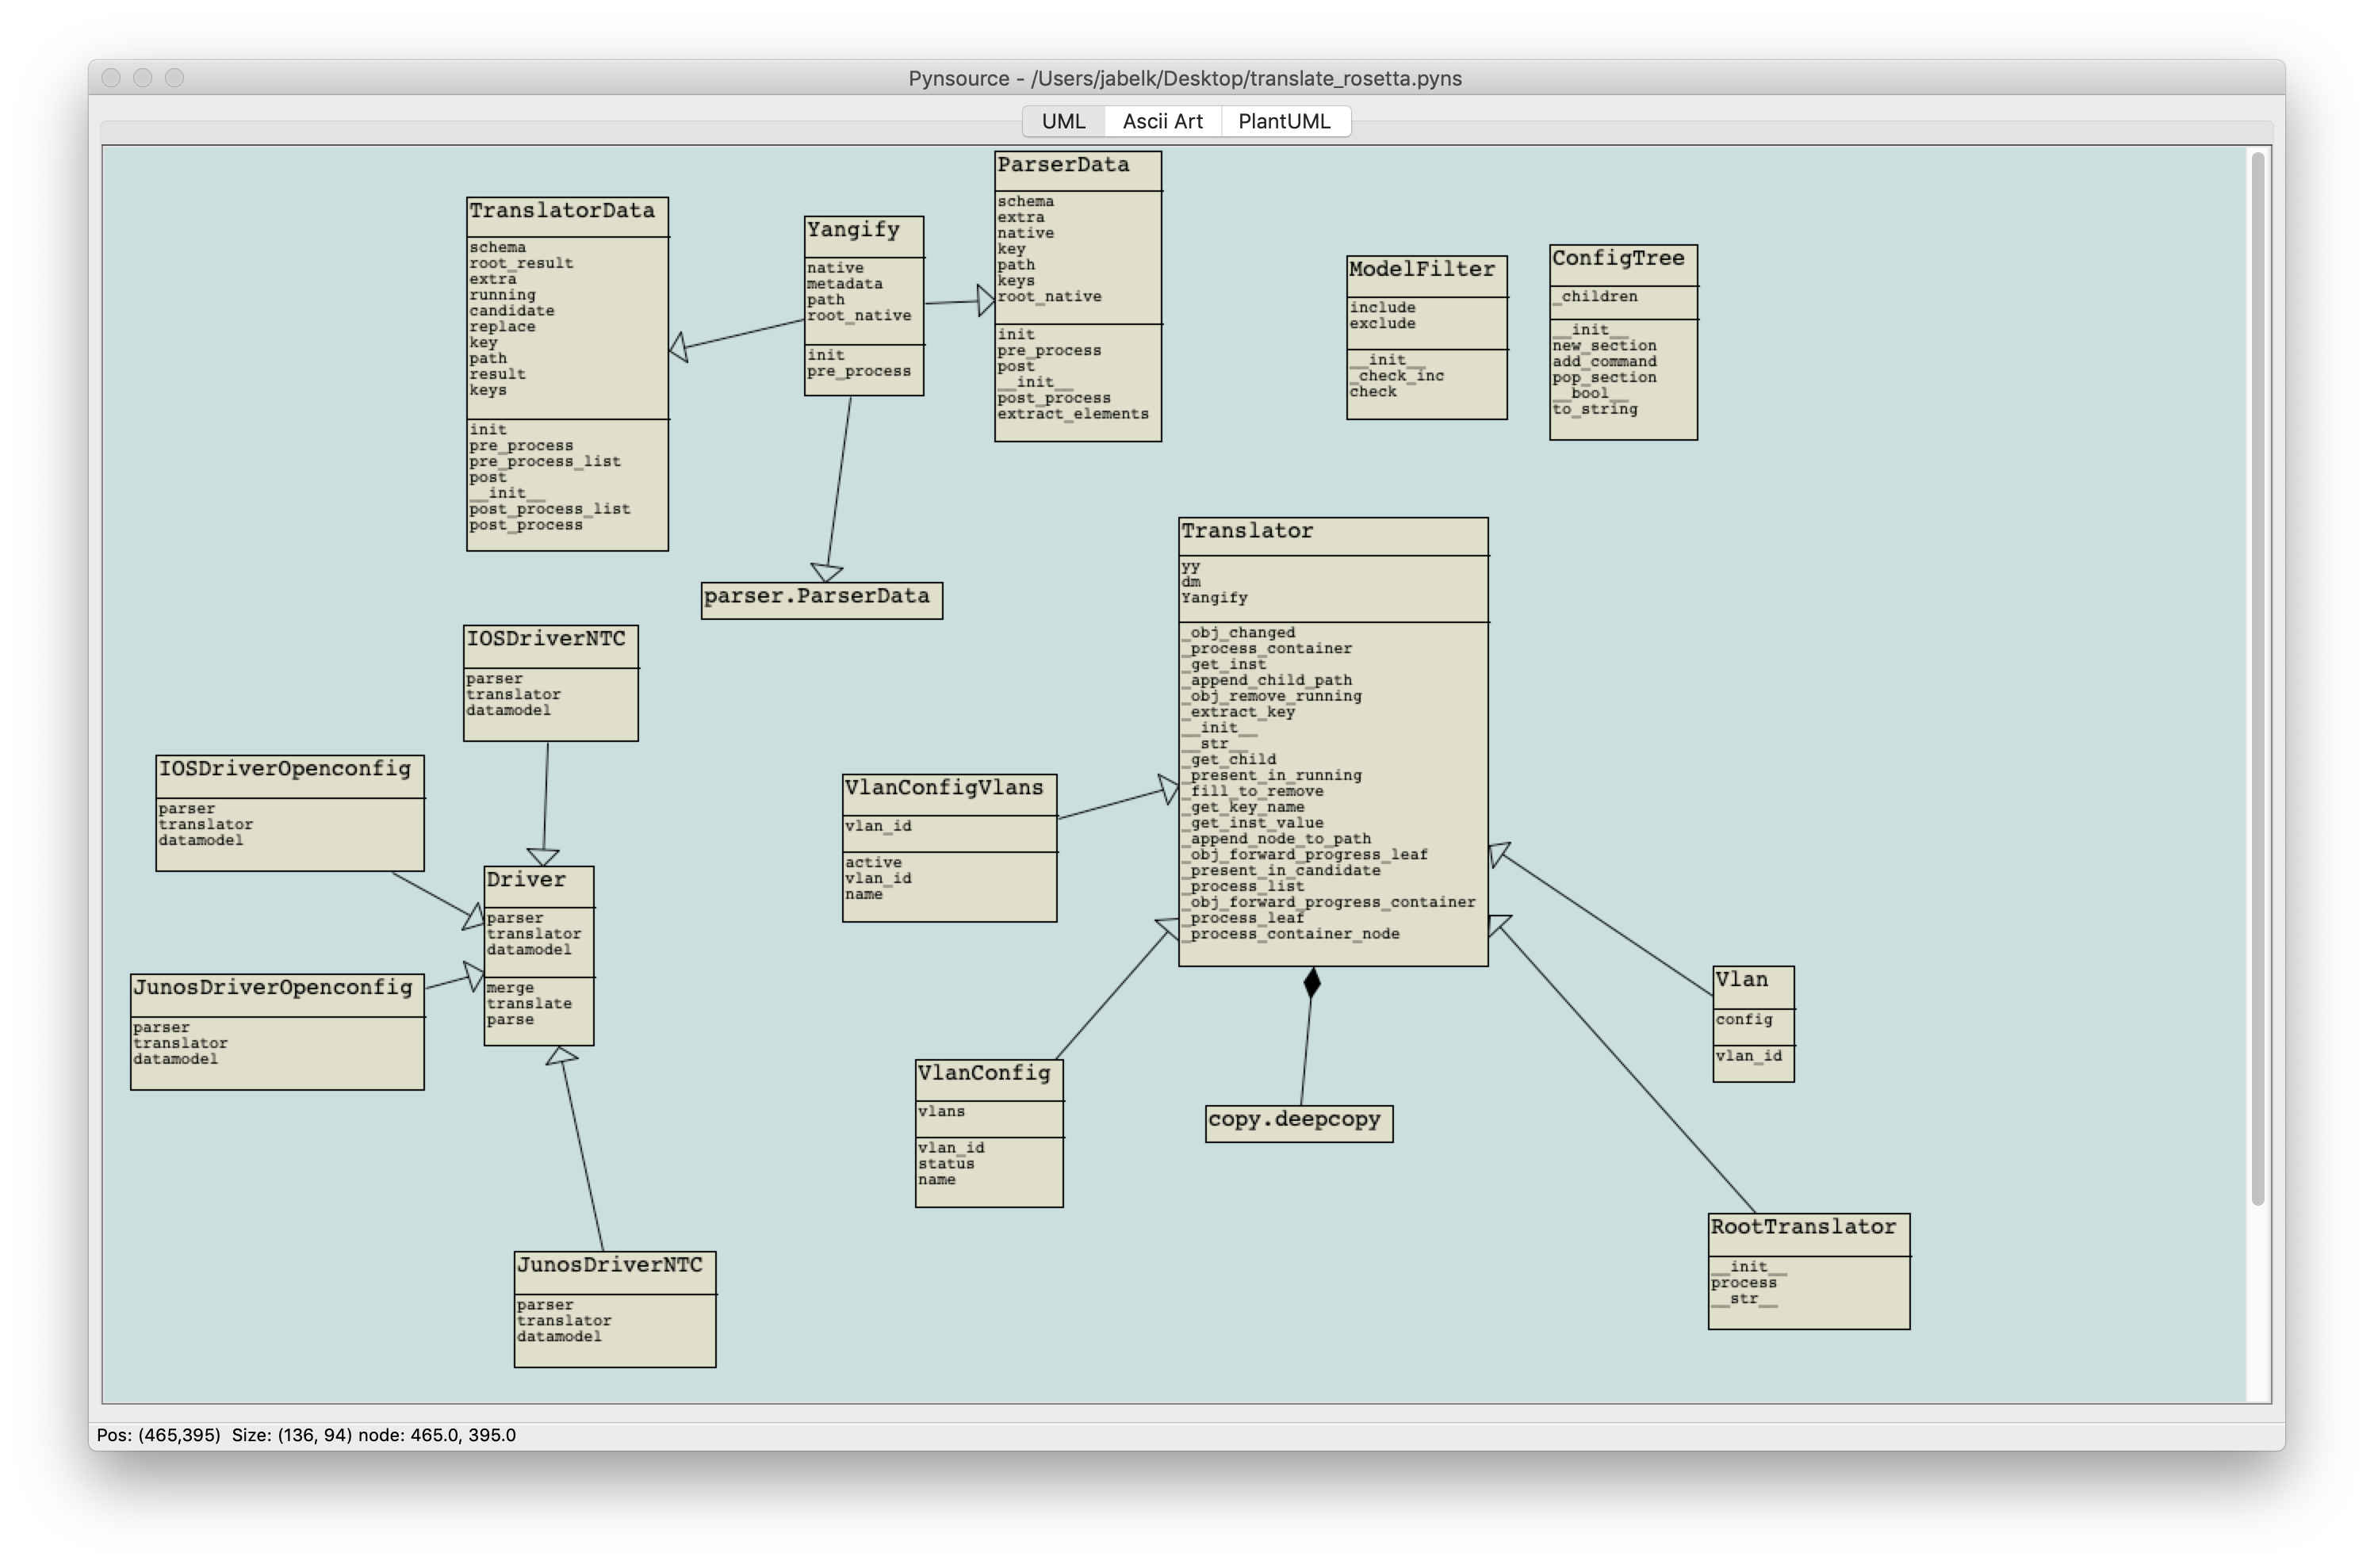 Pynsource - /Users/jabelk/Desktop/translate_rosetta.pyns
UML
Ascii Art
PlantUML
TranslatorData
schema
root_result
extra
running
candidate
replace
key
path
result
keys
init
pre_process
pre_process_list
post
__init__
post_process_list
post_process
Yangify
native
metadata
path
root_native
init
pre_process
ParserData
schema
extra
native
key
path
keys
root_native
init
pre_process
post
__init__
post_process
extract_elements
ModelFilter
include
exclude
__init__
_check_inc
check
ConfigTree
_children
__init__
new_section
add_command
pop_section
__bool__
to_string
parser.ParserData
Translator
yy
dm
Yangify
_obj_changed
_process_container
_get_inst
_append_child_path
_obj_remove_running
_extract_key
__init__
__str__
_get_child
_present_in_running
_fill_to_remove
_get_key_name
_get_inst_value
_append_node_to_path
_obj_forward_progress_leaf
_present_in_candidate
_process_list
_obj_forward_progress_container
_process_leaf
_process_container_node
IOSDriverNTC
parser
translator
datamodel
IOSDriverOpenconfig
parser
translator
datamodel
Driver
parser
translator
datamodel
merge
translate
parse
JunosDriverOpenconfig
parser
translator
datamodel
JunosDriverNTC
parser
translator
datamodel
VlanConfigVlans
vlan_id
active
vlan_id
name
VlanConfig
vlans
vlan_id
status
name
copy.deepcopy
Vlan
config
vlan_id
RootTranslator
__init__
process
__str__
Pos: (465,395) Size: (136, 94) node: 465.0, 395.0